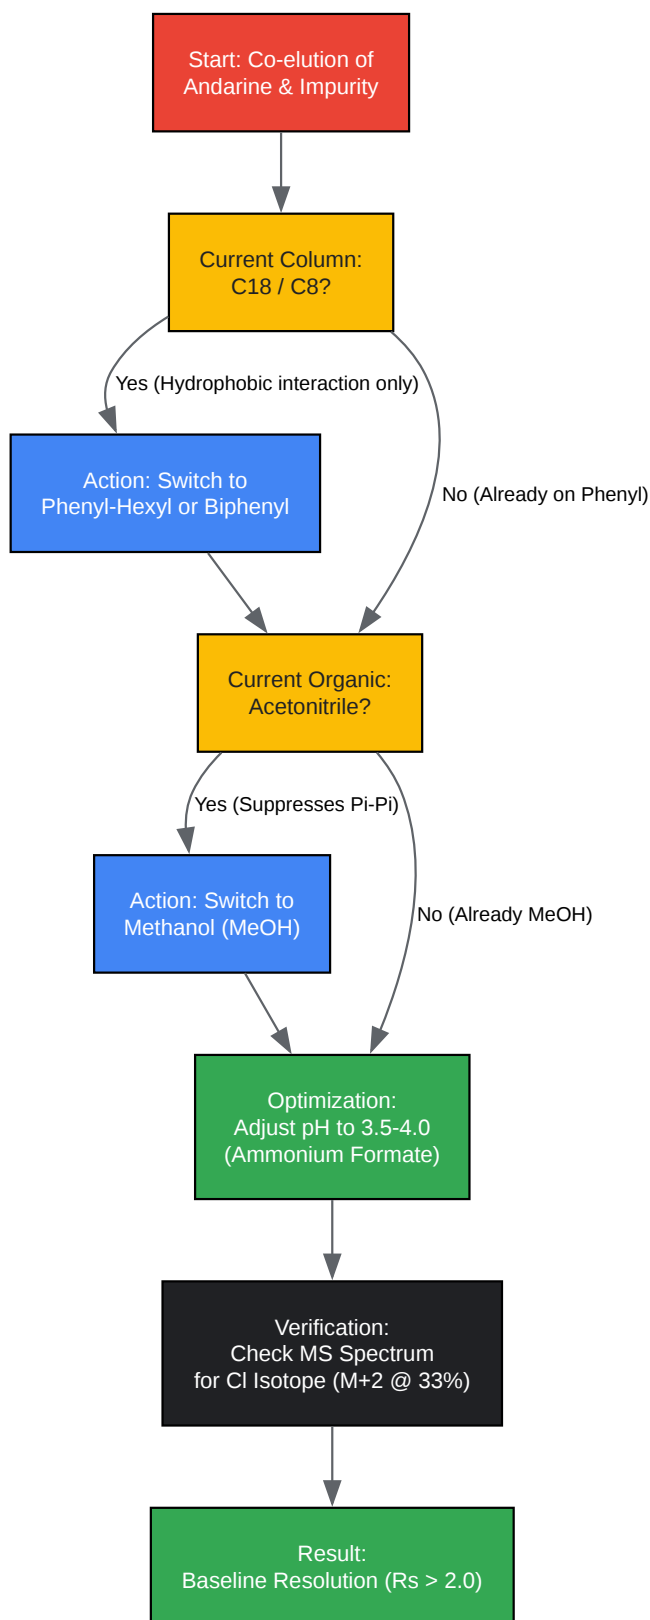 Start: Co-elution of
Andarine & Impurity
Current Column:
C18 / C8?
Yes (Hydrophobic interaction only)
Action: Switch to
Phenyl-Hexyl or Biphenyl
No (Already on Phenyl)
Current Organic:
Acetonitrile?
Yes (Suppresses Pi-Pi)
Action: Switch to
Methanol (MeOH)
No (Already MeOH)
Optimization:
Adjust pH to 3.5-4.0
(Ammonium Formate)
Verification:
Check MS Spectrum
for Cl Isotope (M+2 @ 33%)
Result:
Baseline Resolution (Rs > 2.0)